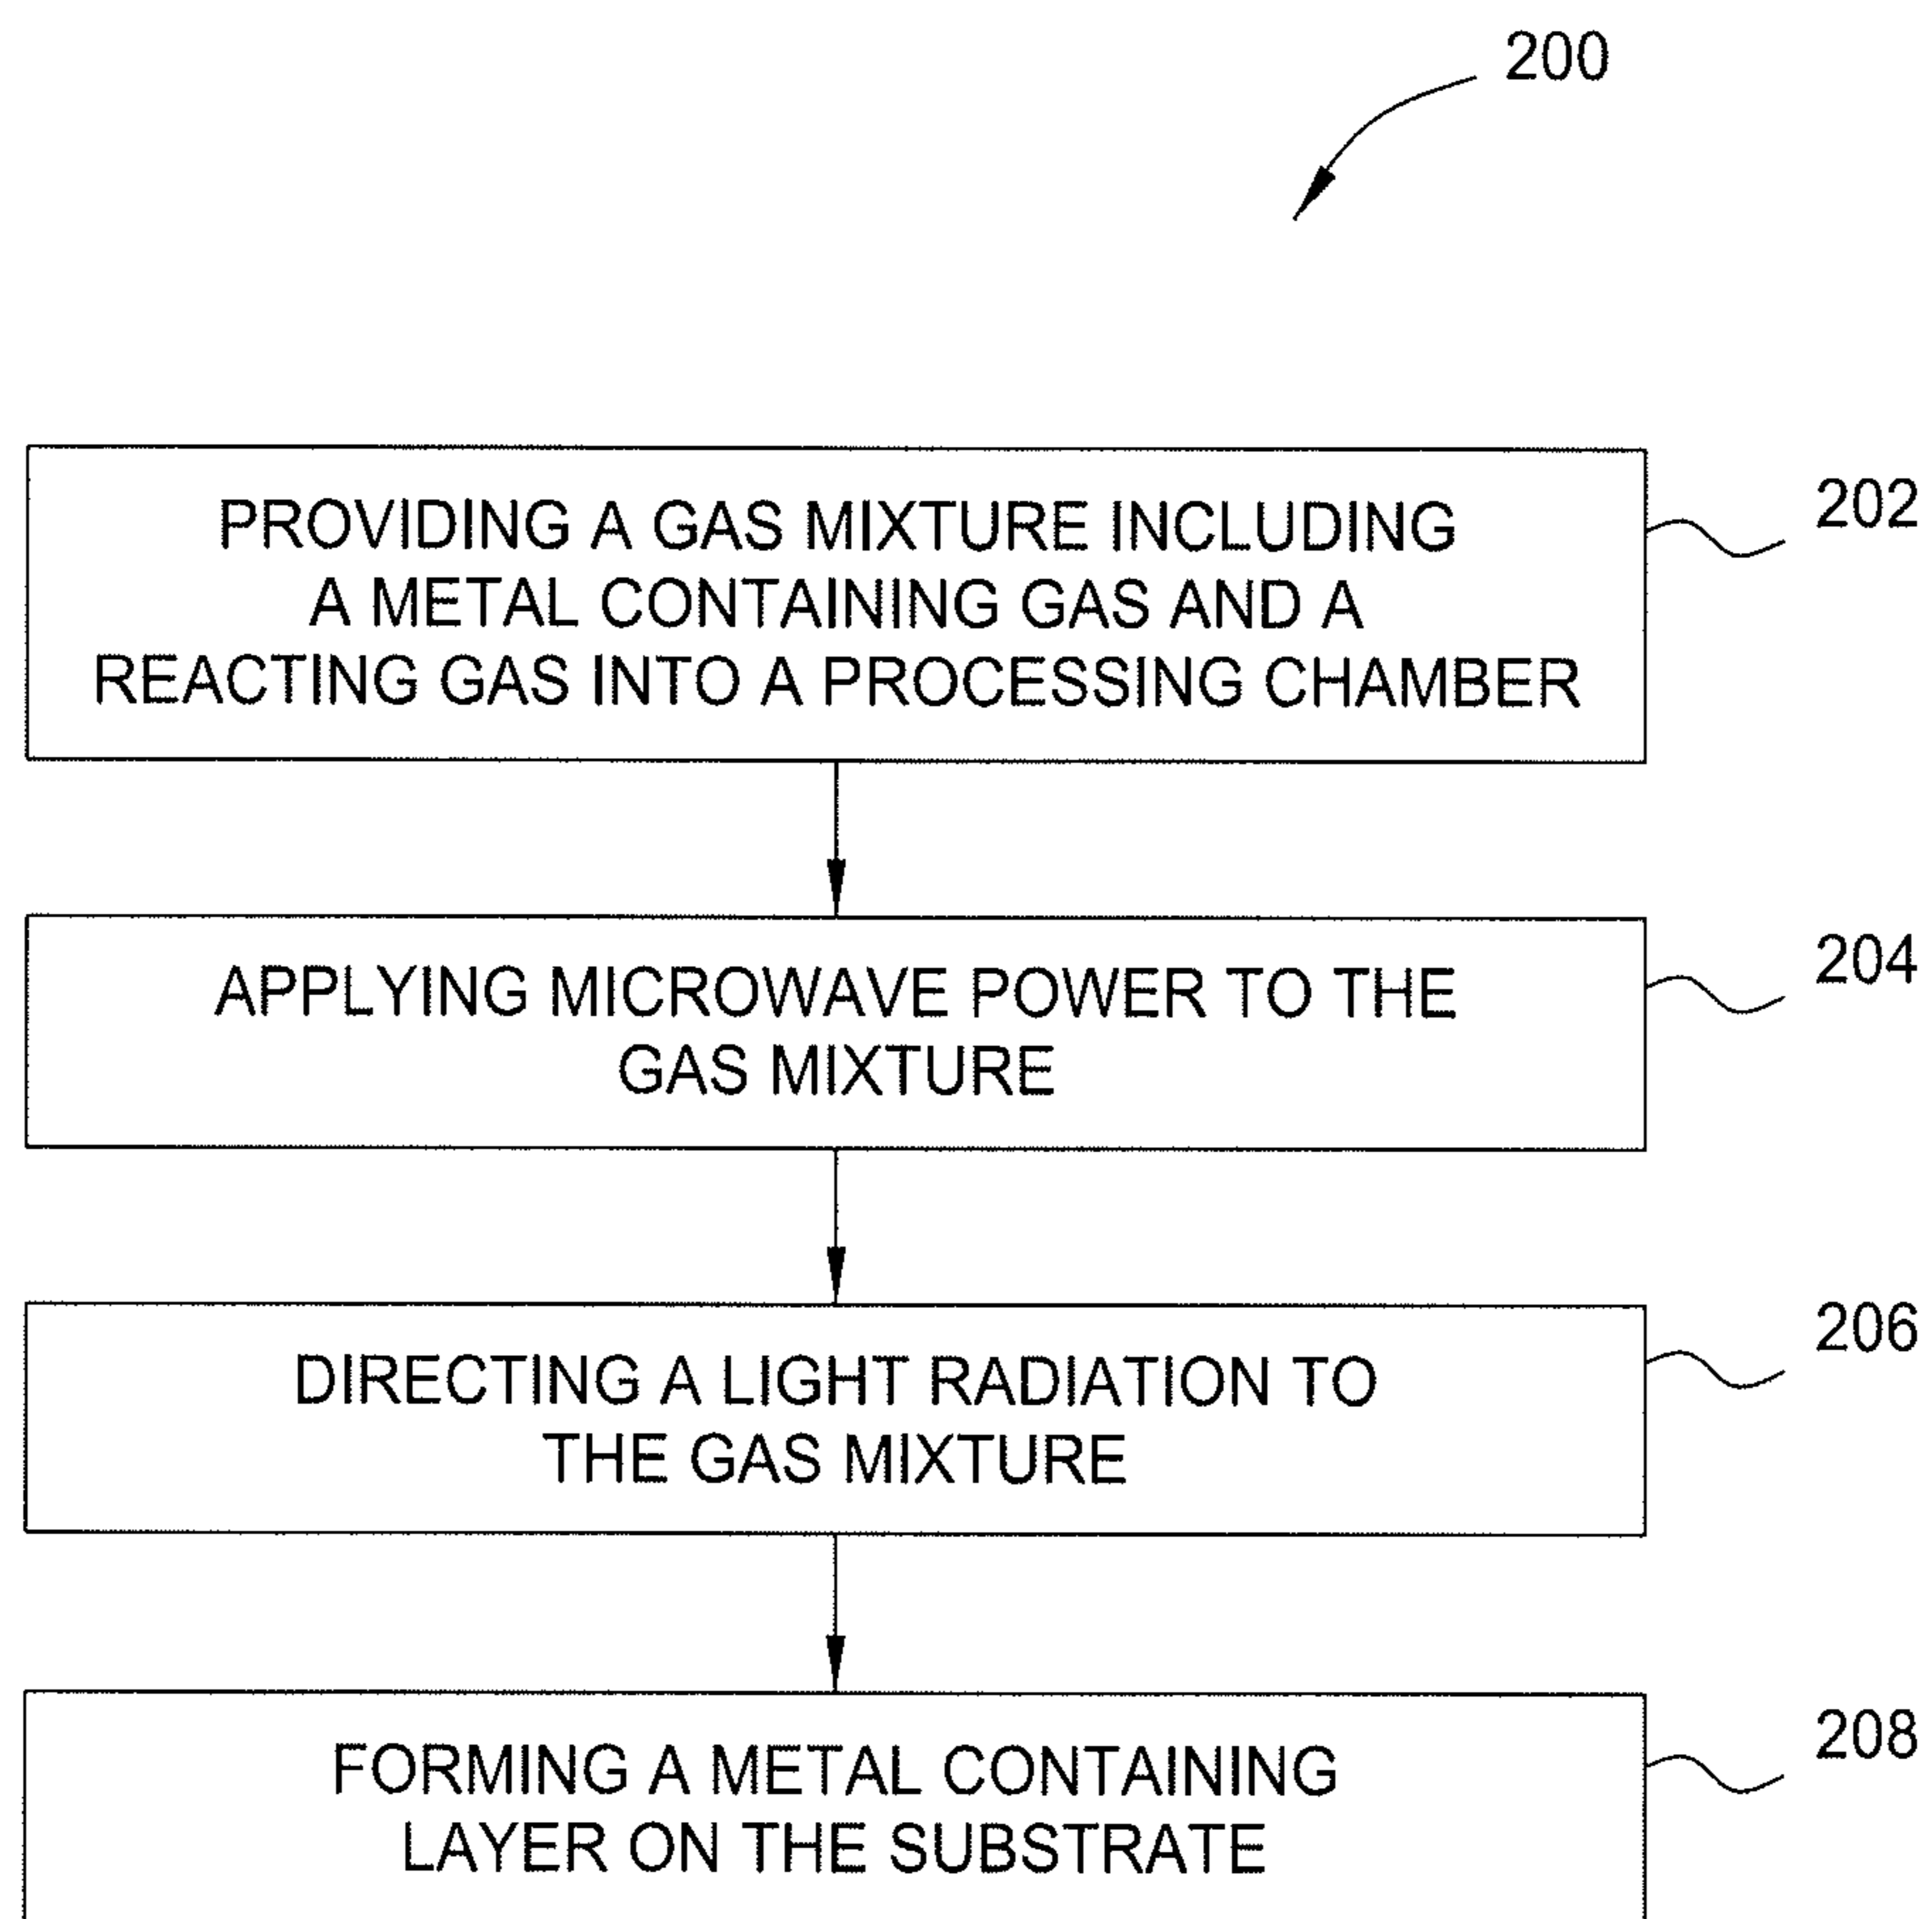 200
PROVIDING A GAS MIXTURE INCLUDING
A METAL CONTAINING GAS AND A
REACTING GAS INTO A PROCESSING CHAMBER
202
APPLYING MICROWAVE POWER TO THE
GAS MIXTURE
204
DIRECTING A LIGHT RADIATION TO
THE GAS MIXTURE
206
FORMING A METAL CONTAINING
LAYER ON THE SUBSTRATE
208